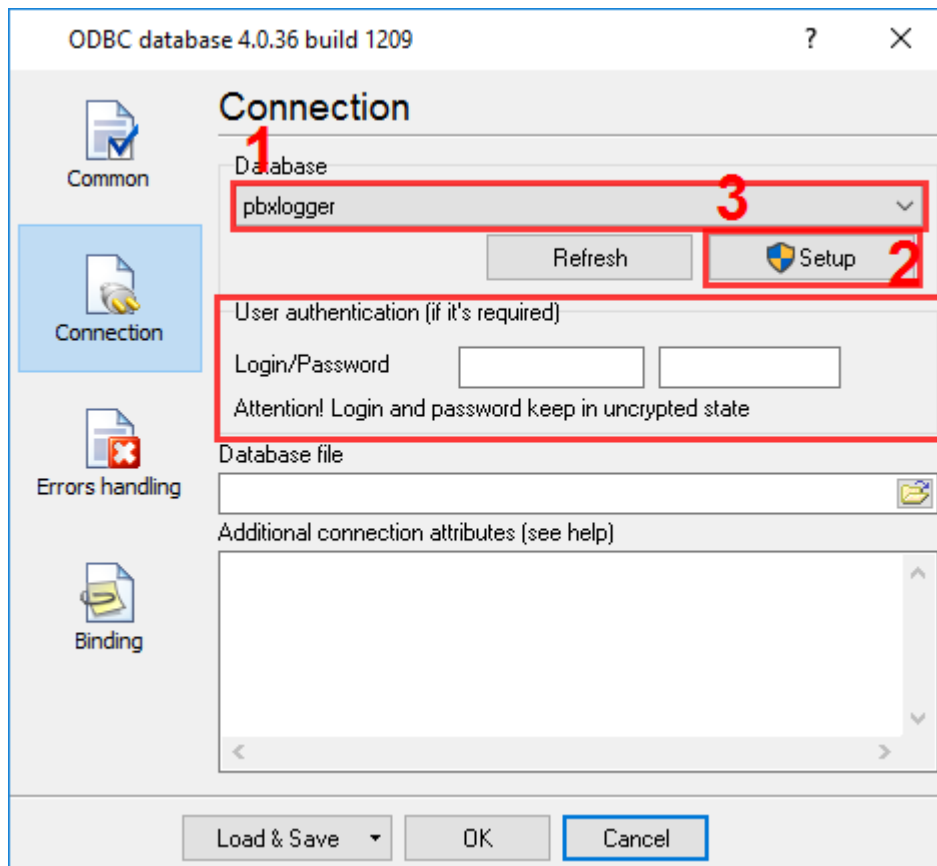 ODBC database 4.0.36 build 1209 ?
Connection
Common
1
Database
pbxlogger
3
Refresh
Setup
2
Connection
User authentication (if it's required)
Login/Password
Attention! Login and password keep in uncrypted state
Database file
Errors handling
Additional connection attributes (see help)
Binding
Load & Save
OK
Cancel